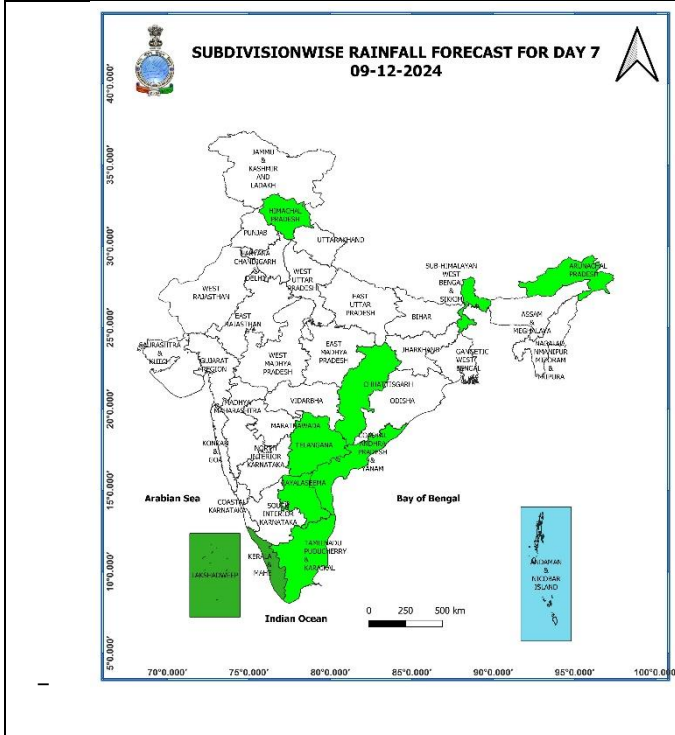 SUBDIVISIONWISE RAINFALL FORECAST FOR DAY 7
09-12-2024
40°0.000'
35°0.000'
30°0.000'
25°0.000'
20°0.000'
15°0.000'
10°0.000'
5°0.000'
JAMMU
&
KASHMIR
AND
LADAKH
HIMACHAL
PRADESH
PUNJAB
UTTARAKHAND
CHANDIGARH
DELHI
WEST
UTTAR
PRADESH
WEST
RAJASTHAN
EAST
RAJASTHAN
EAST
UTTAR
PRADESH
SUB-HIMALAYAN
WEST
BENGAL
&
SIKKIM
ARUNACHAL
PRADESH
BIHAR
ASSAM
&
MEGHALAYA
NAGALAND
MANIPUR
MIZORAM
&
TRIPURA
SAURASHTRA
&
KUTCH
GUJARAT
REGION
WEST
MADHYA
PRADESH
EAST
MADHYA
PRADESH
JHARKHAND
GANGETIC
WEST
BENGAL
CHHATTISGARH
ODISHA
VIDARBHA
MADHYA
MAHARASHTRA
MARATHAWADA
KONKAN
&
GOA
TELANGANA
NORTH
INTERIOR
KARNATAKA
COASTAL
ANDHRA
PRADESH
&
YANAM
RAYALASEEMA
COASTAL
KARNATAKA
SOUTH
INTERIOR
KARNATAKA
TAMILNADU
PUDUCHERRY
&
KARAIKAL
KERALA
&
MAHE
LAKSHADWEEP
ANDAMAN
&
NICOBAR
ISLAND
Arabian Sea
Bay of Bengal
Indian Ocean
0 250 500 km
70°0.000' 75°0.000' 80°0.000' 85°0.000' 90°0.000' 95°0.000' 100°0.00